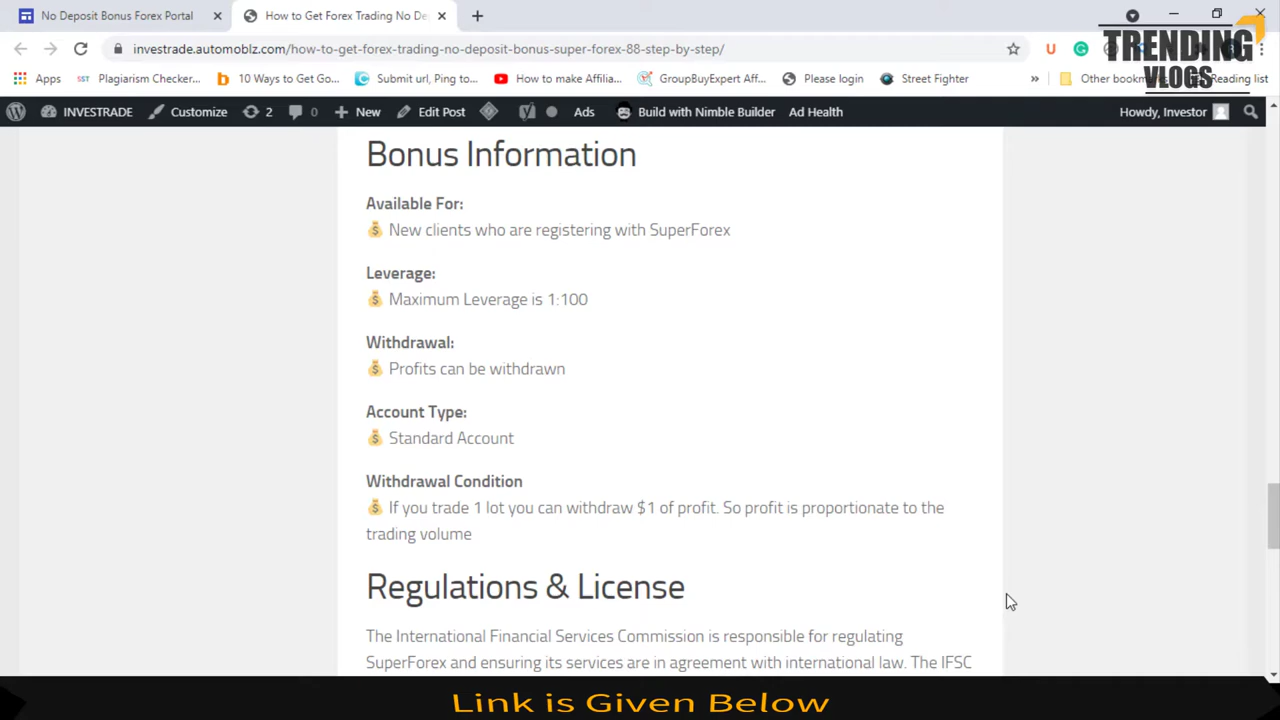 No Deposit Bonus Forex Portal
How to Get Forex Trading No De
investrade.automoblz.com/how-to-get-forex-trading-no-deposit-bonus-super-forex-88-step-by-step/
TRENDING
VLOGS
Apps
Plagiarism Checker...
10 Ways to Get Go...
Submit url, Ping to...
How to make Affilia...
GroupBuyExpert Aff...
Please login
Street Fighter
»
Other bookm
Reading list
INVESTRADE
Customize
2
0
New
Edit Post
Ads
Build with Nimble Builder
Ad Health
Howdy, Investor
Bonus Information
Available For:
New clients who are registering with SuperForex
Leverage:
Maximum Leverage is 1:100
Withdrawal:
Profits can be withdrawn
Account Type:
Standard Account
Withdrawal Condition
If you trade 1 lot you can withdraw $1 of profit. So profit is proportionate to the
trading volume
Regulations & License
The International Financial Services Commission is responsible for regulating
SuperForex and ensuring its services are in agreement with international law. The IFSC
Link is Given Below